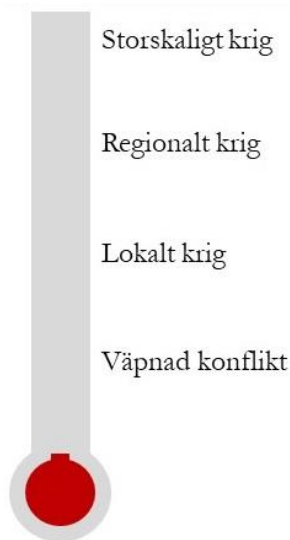 Storskaligt krig
Regionalt krig
Lokalt krig
Väpnad konflikt